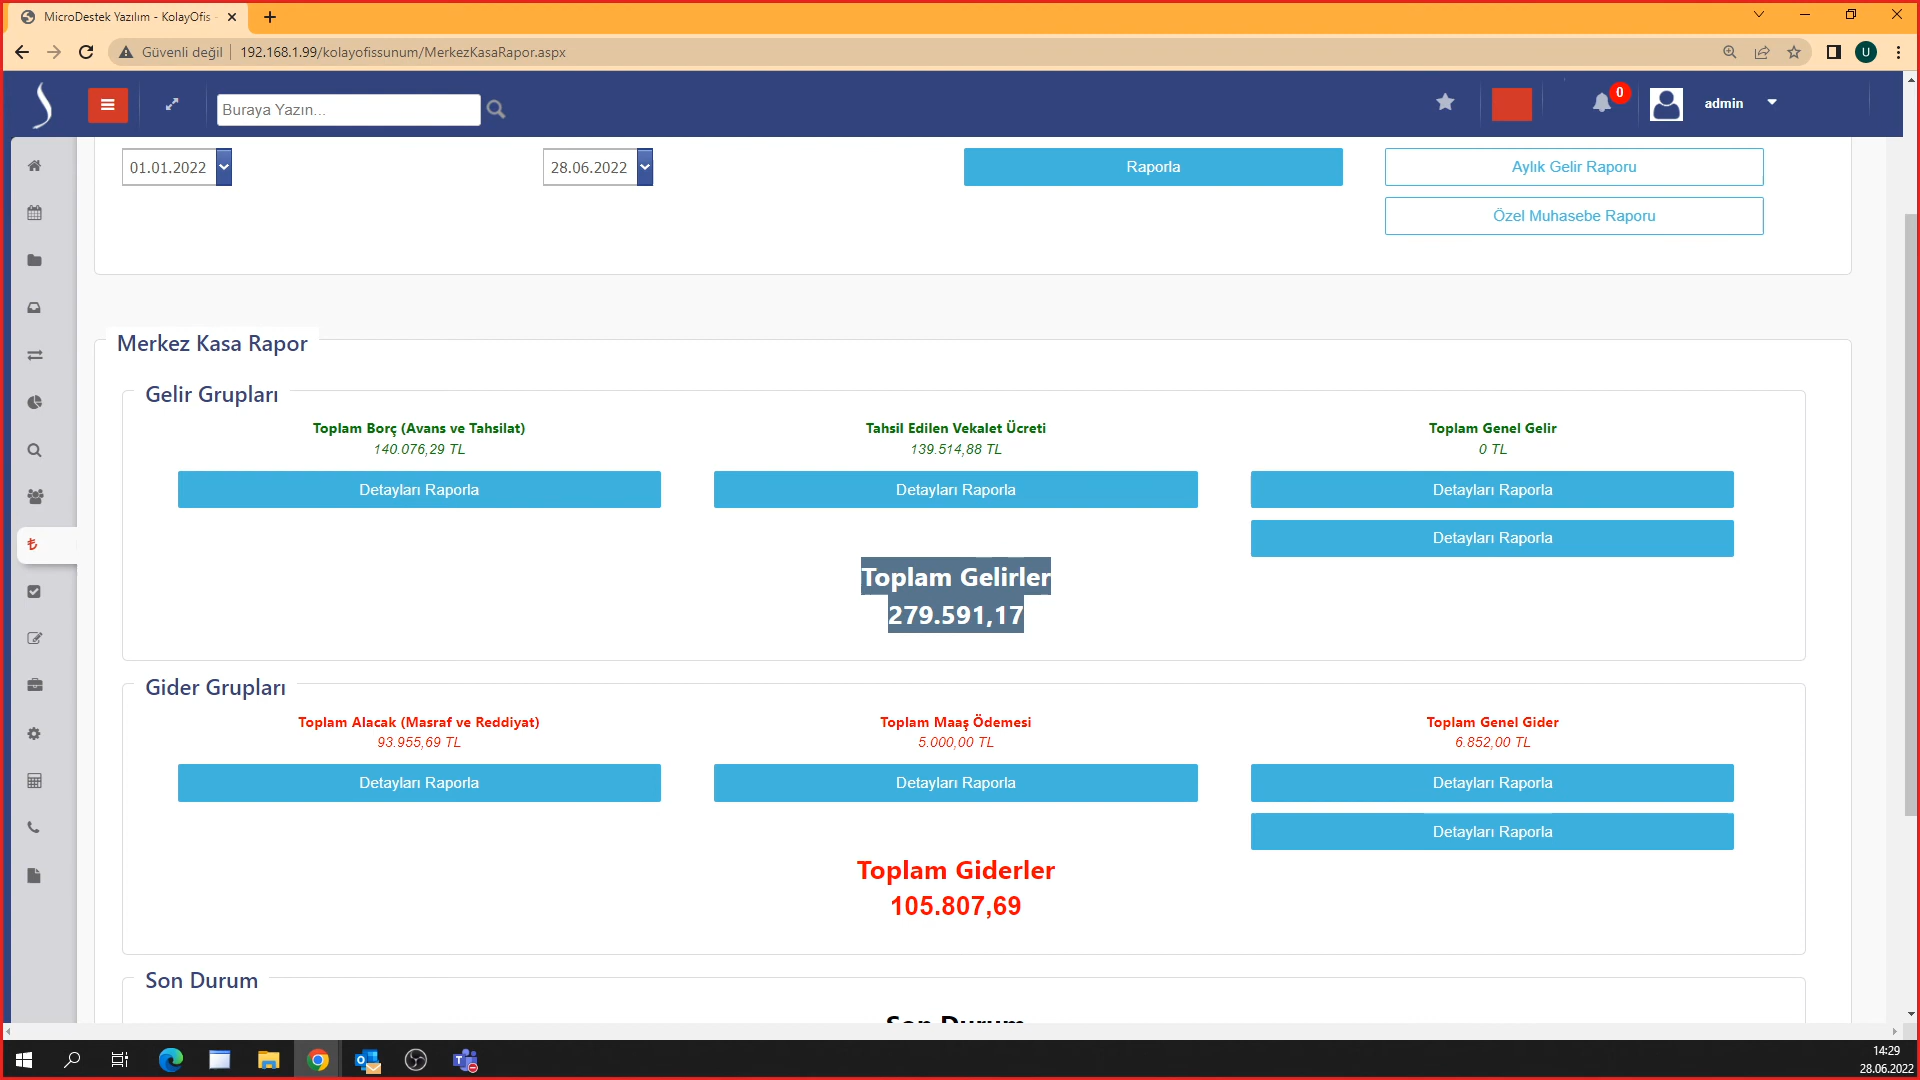 MicroDestek Yazılım - KolayOfis -
Güvenli değil
192.168.1.99/kolayofissunum/MerkezKasaRapor.aspx
U
Buraya Yazın...
0
admin
01.01.2022
28.06.2022
Raporla
Aylık Gelir Raporu
Özel Muhasebe Raporu
Merkez Kasa Rapor
Gelir Grupları
Toplam Borç (Avans ve Tahsilat)
140.076,29 TL
Detayları Raporla
Tahsil Edilen Vekalet Ücreti
139.514,88 TL
Detayları Raporla
Toplam Genel Gelir
0 TL
Detayları Raporla
Detayları Raporla
Toplam Gelirler
279.591,17
Gider Grupları
Toplam Alacak (Masraf ve Reddiyat)
93.955,69 TL
Detayları Raporla
Toplam Maaş Ödemesi
5.000,00 TL
Detayları Raporla
Toplam Genel Gider
6.852,00 TL
Detayları Raporla
Detayları Raporla
Toplam Giderler
105.807,69
Son Durum
Son Durum
14:29
28.06.2022